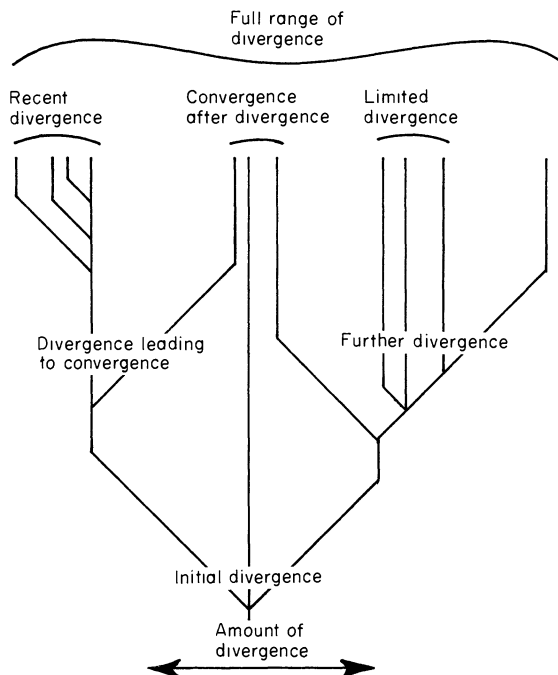 Full range of
divergence
Recent
divergence
Convergence
after divergence
Limited
divergence
Divergence leading
to convergence
Further divergence
Initial divergence
Amount of
divergence